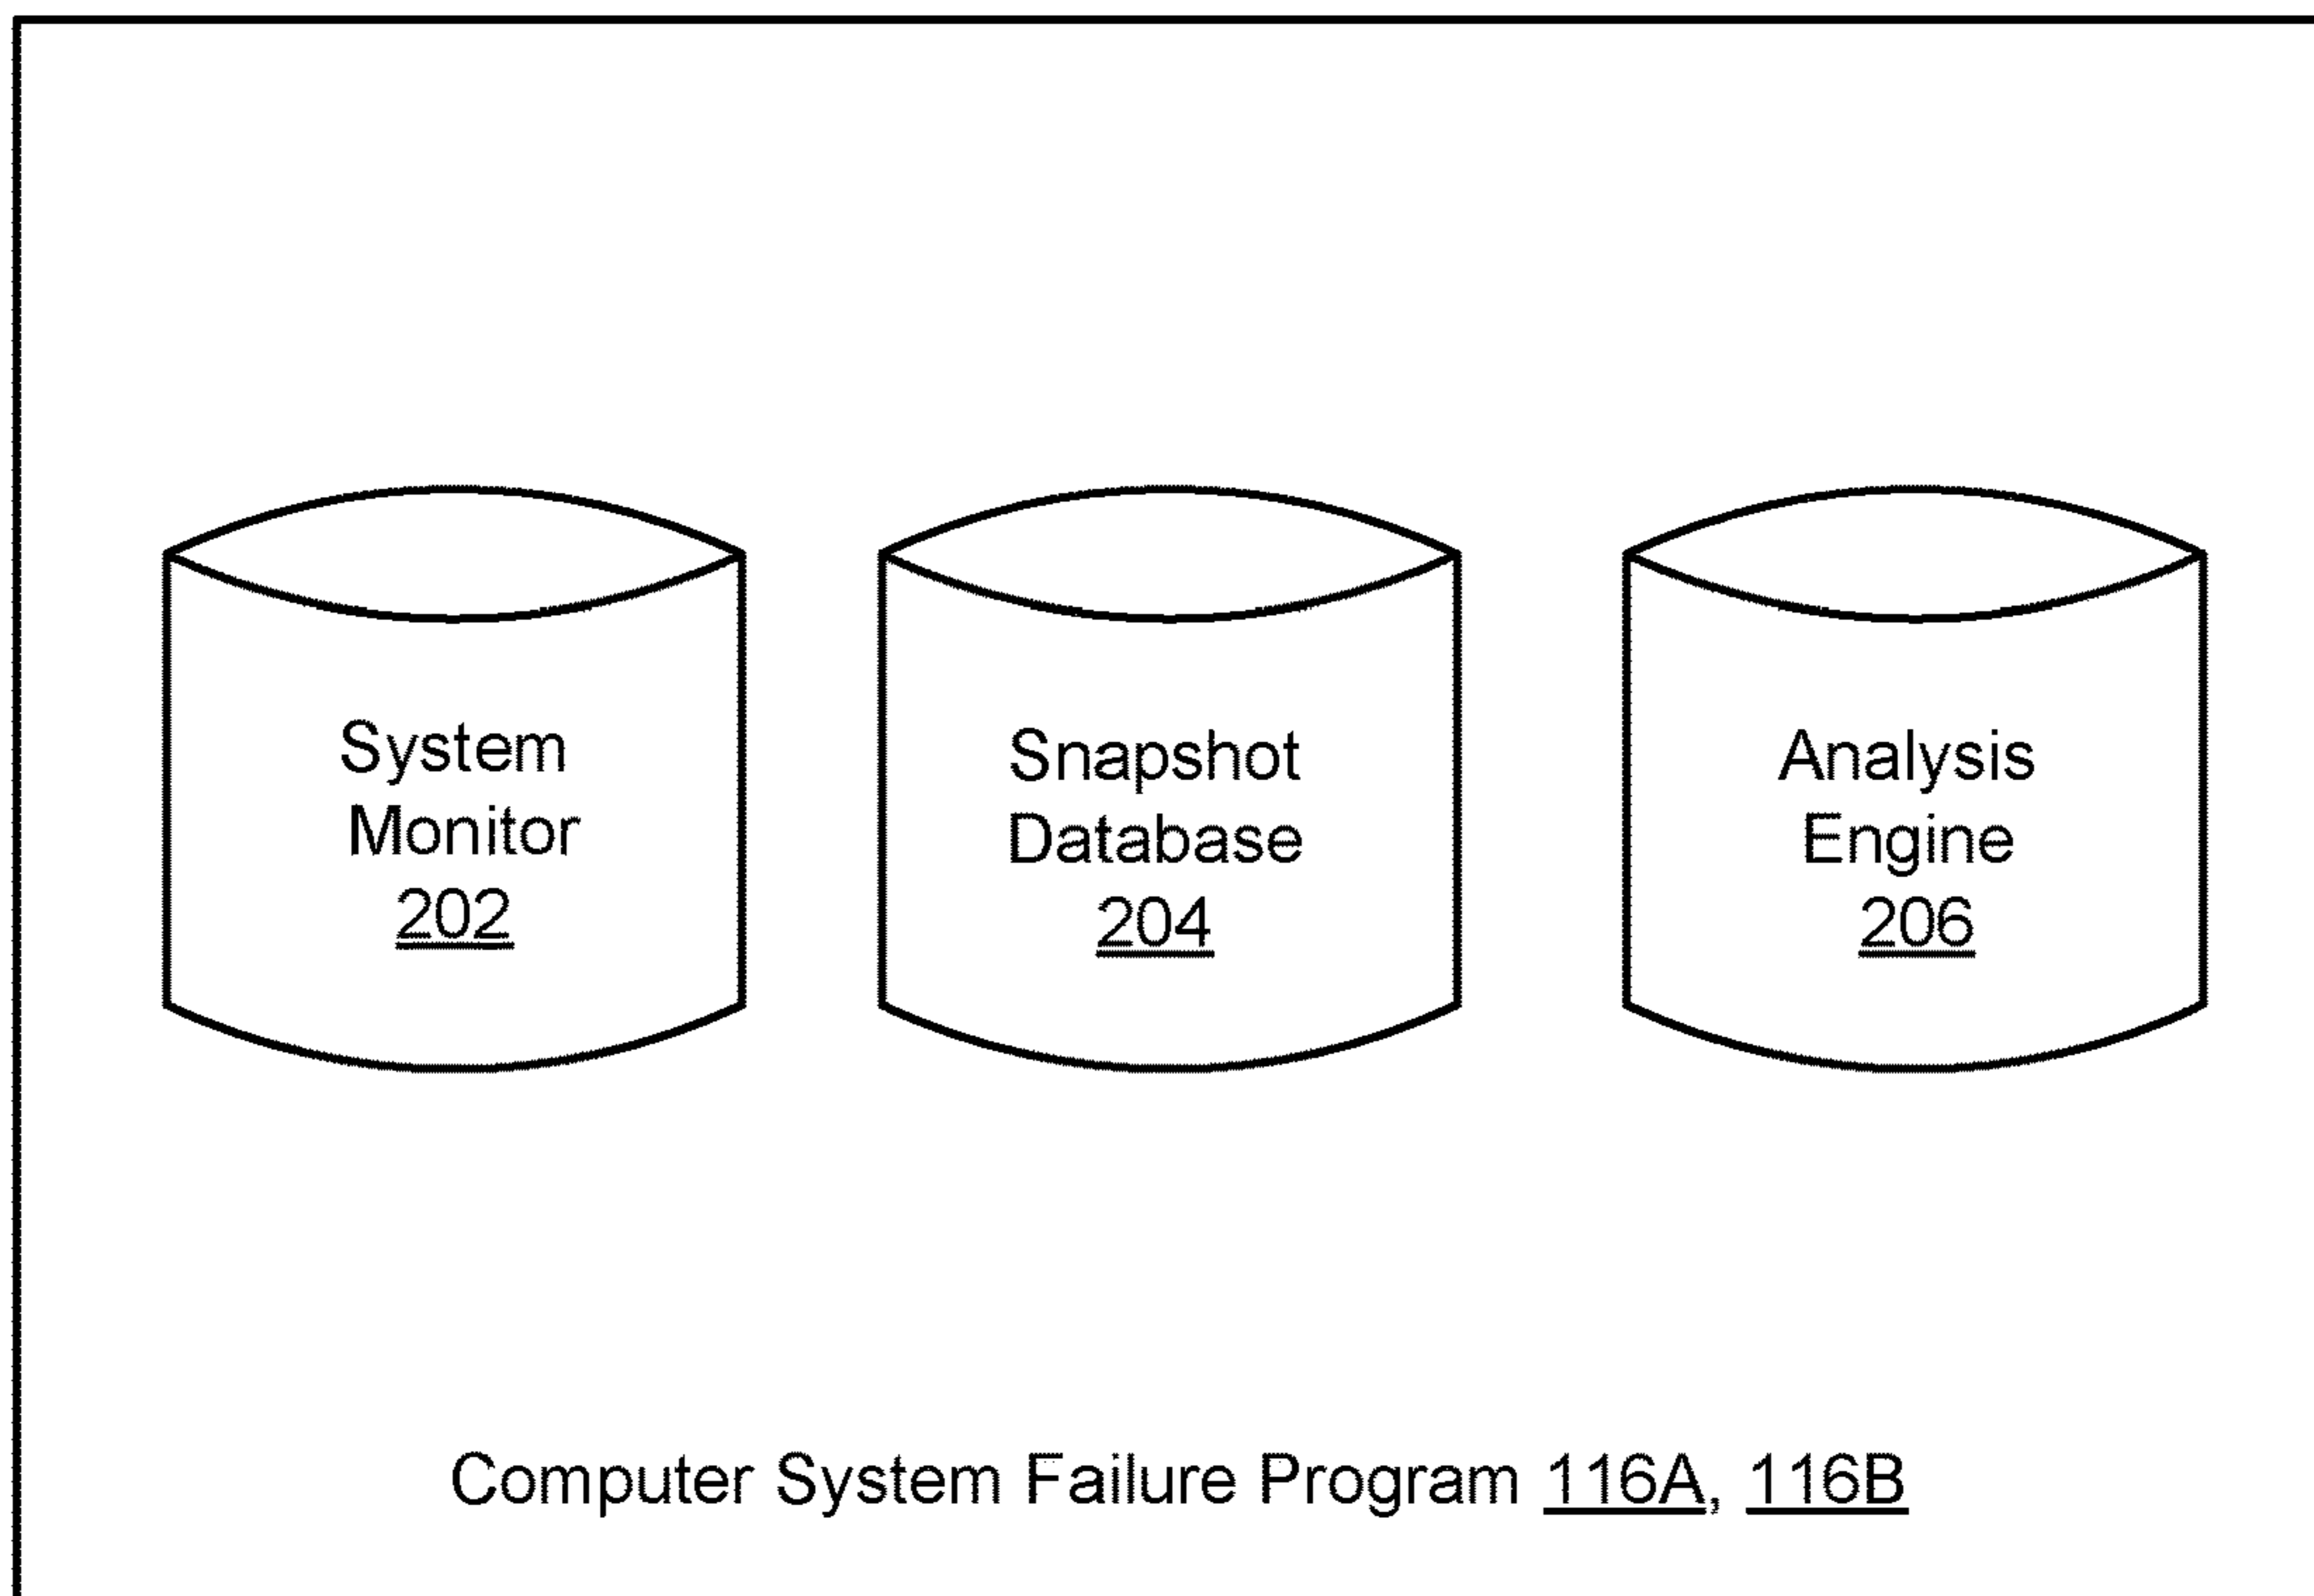 System
Monitor
202
Snapshot
Database
204
Analysis
Engine
206
Computer System Failure Program 116A, 116B